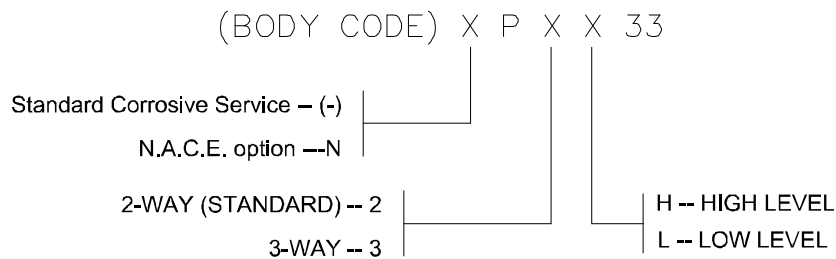 (BODY CODE) X P X X 33
Standard Corrosive Service – (-)
N.A.C.E. option –-N
2-WAY (STANDARD) -- 2
3-WAY -- 3
H -- HIGH LEVEL
L -- LOW LEVEL